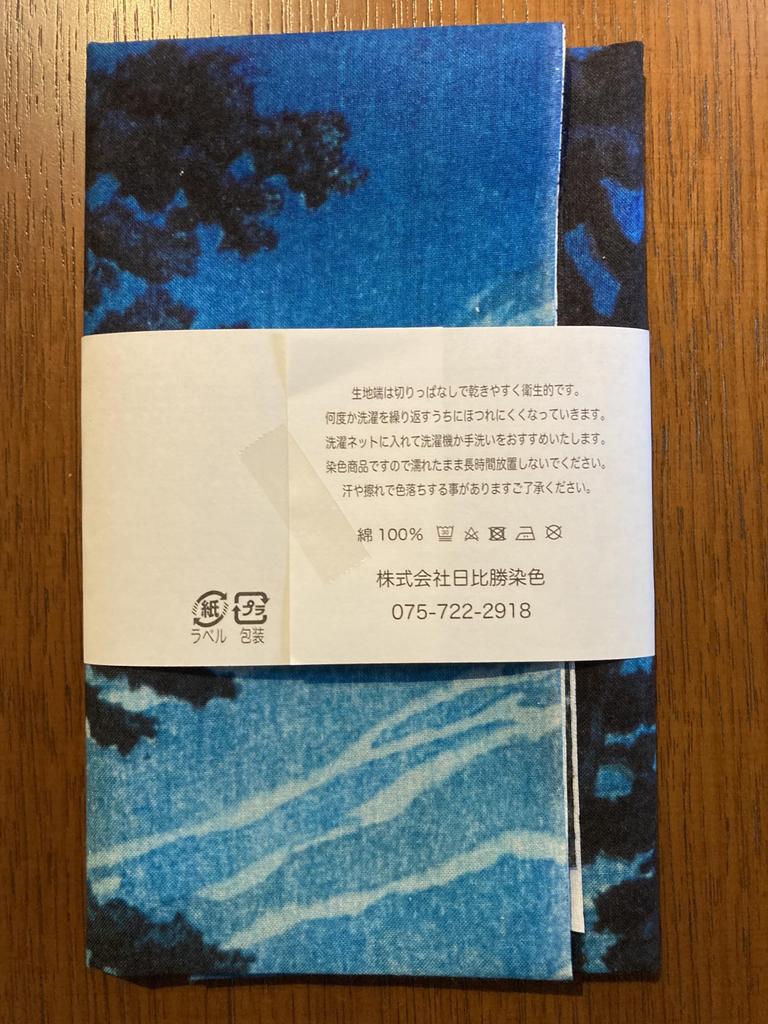 生地端は切りっぱなしで乾きやすく衛生的です。
何度か洗濯を繰り返すうちにほつれにくくなっていきます。
洗濯ネットに入れて洗濯機か手洗いをおすすめいたします。
染色商品ですので濡れたまま長時間放置しないでください。
汗や擦れで色落ちする事がありますご了承ください。
綿 100%
株式会社日比勝染色
075-722-2918
紙 プラ
ラベル 包装